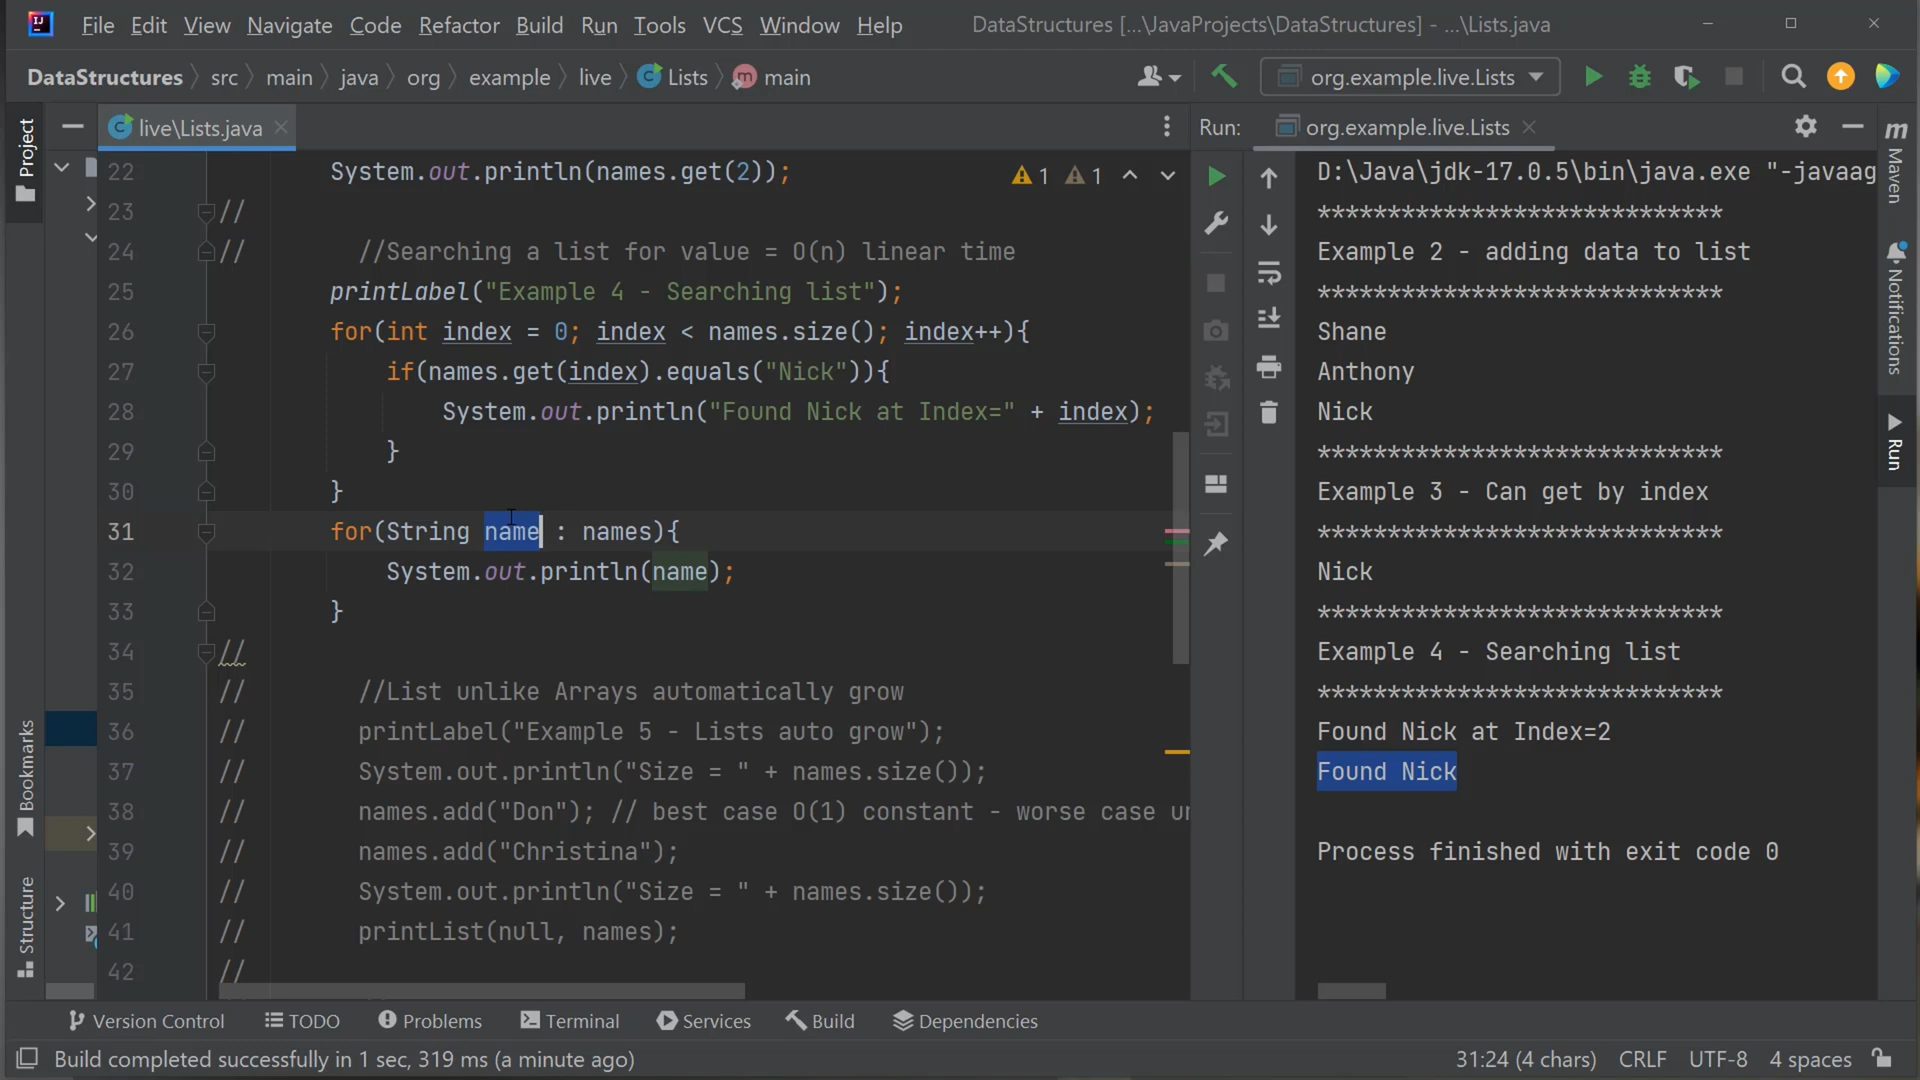 File Edit View Navigate Code Refactor Build Run Tools VCS Window Help DataStructures [...\JavaProjects\DataStructures] - ...\Lists.java
DataStructures src main java org example live Lists main org.example.live.Lists
Project
live\Lists.java
22 System.out.println(names.get(2)); 1 1
23 //
24 // //Searching a list for value = O(n) linear time
25 printLabel("Example 4 - Searching list");
26 for(int index = 0; index < names.size(); index++){
27 if(names.get(index).equals("Nick")){
28 System.out.println("Found Nick at Index=" + index);
29 }
30 }
31 for(String name : names){
32 System.out.println(name);
33 }
34 //
35 // //List unlike Arrays automatically grow
36 // printLabel("Example 5 - Lists auto grow");
37 // System.out.println("Size = " + names.size());
38 // names.add("Don"); // best case O(1) constant - worse case
39 // names.add("Christina");
40 // System.out.println("Size = " + names.size());
41 // printList(null, names);
42 //
Bookmarks
Structure
Run: org.example.live.Lists
D:\Java\jdk-17.0.5\bin\java.exe "-javaag
*****************************
Example 2 - adding data to list
*****************************
Shane
Anthony
Nick
*****************************
Example 3 - Can get by index
*****************************
Nick
*****************************
Example 4 - Searching list
*****************************
Found Nick at Index=2
Found Nick
Process finished with exit code 0
m
Maven
Notifications
Run
Version Control TODO Problems Terminal Services Build Dependencies
Build completed successfully in 1 sec, 319 ms (a minute ago) 31:24 (4 chars) CRLF UTF-8 4 spaces